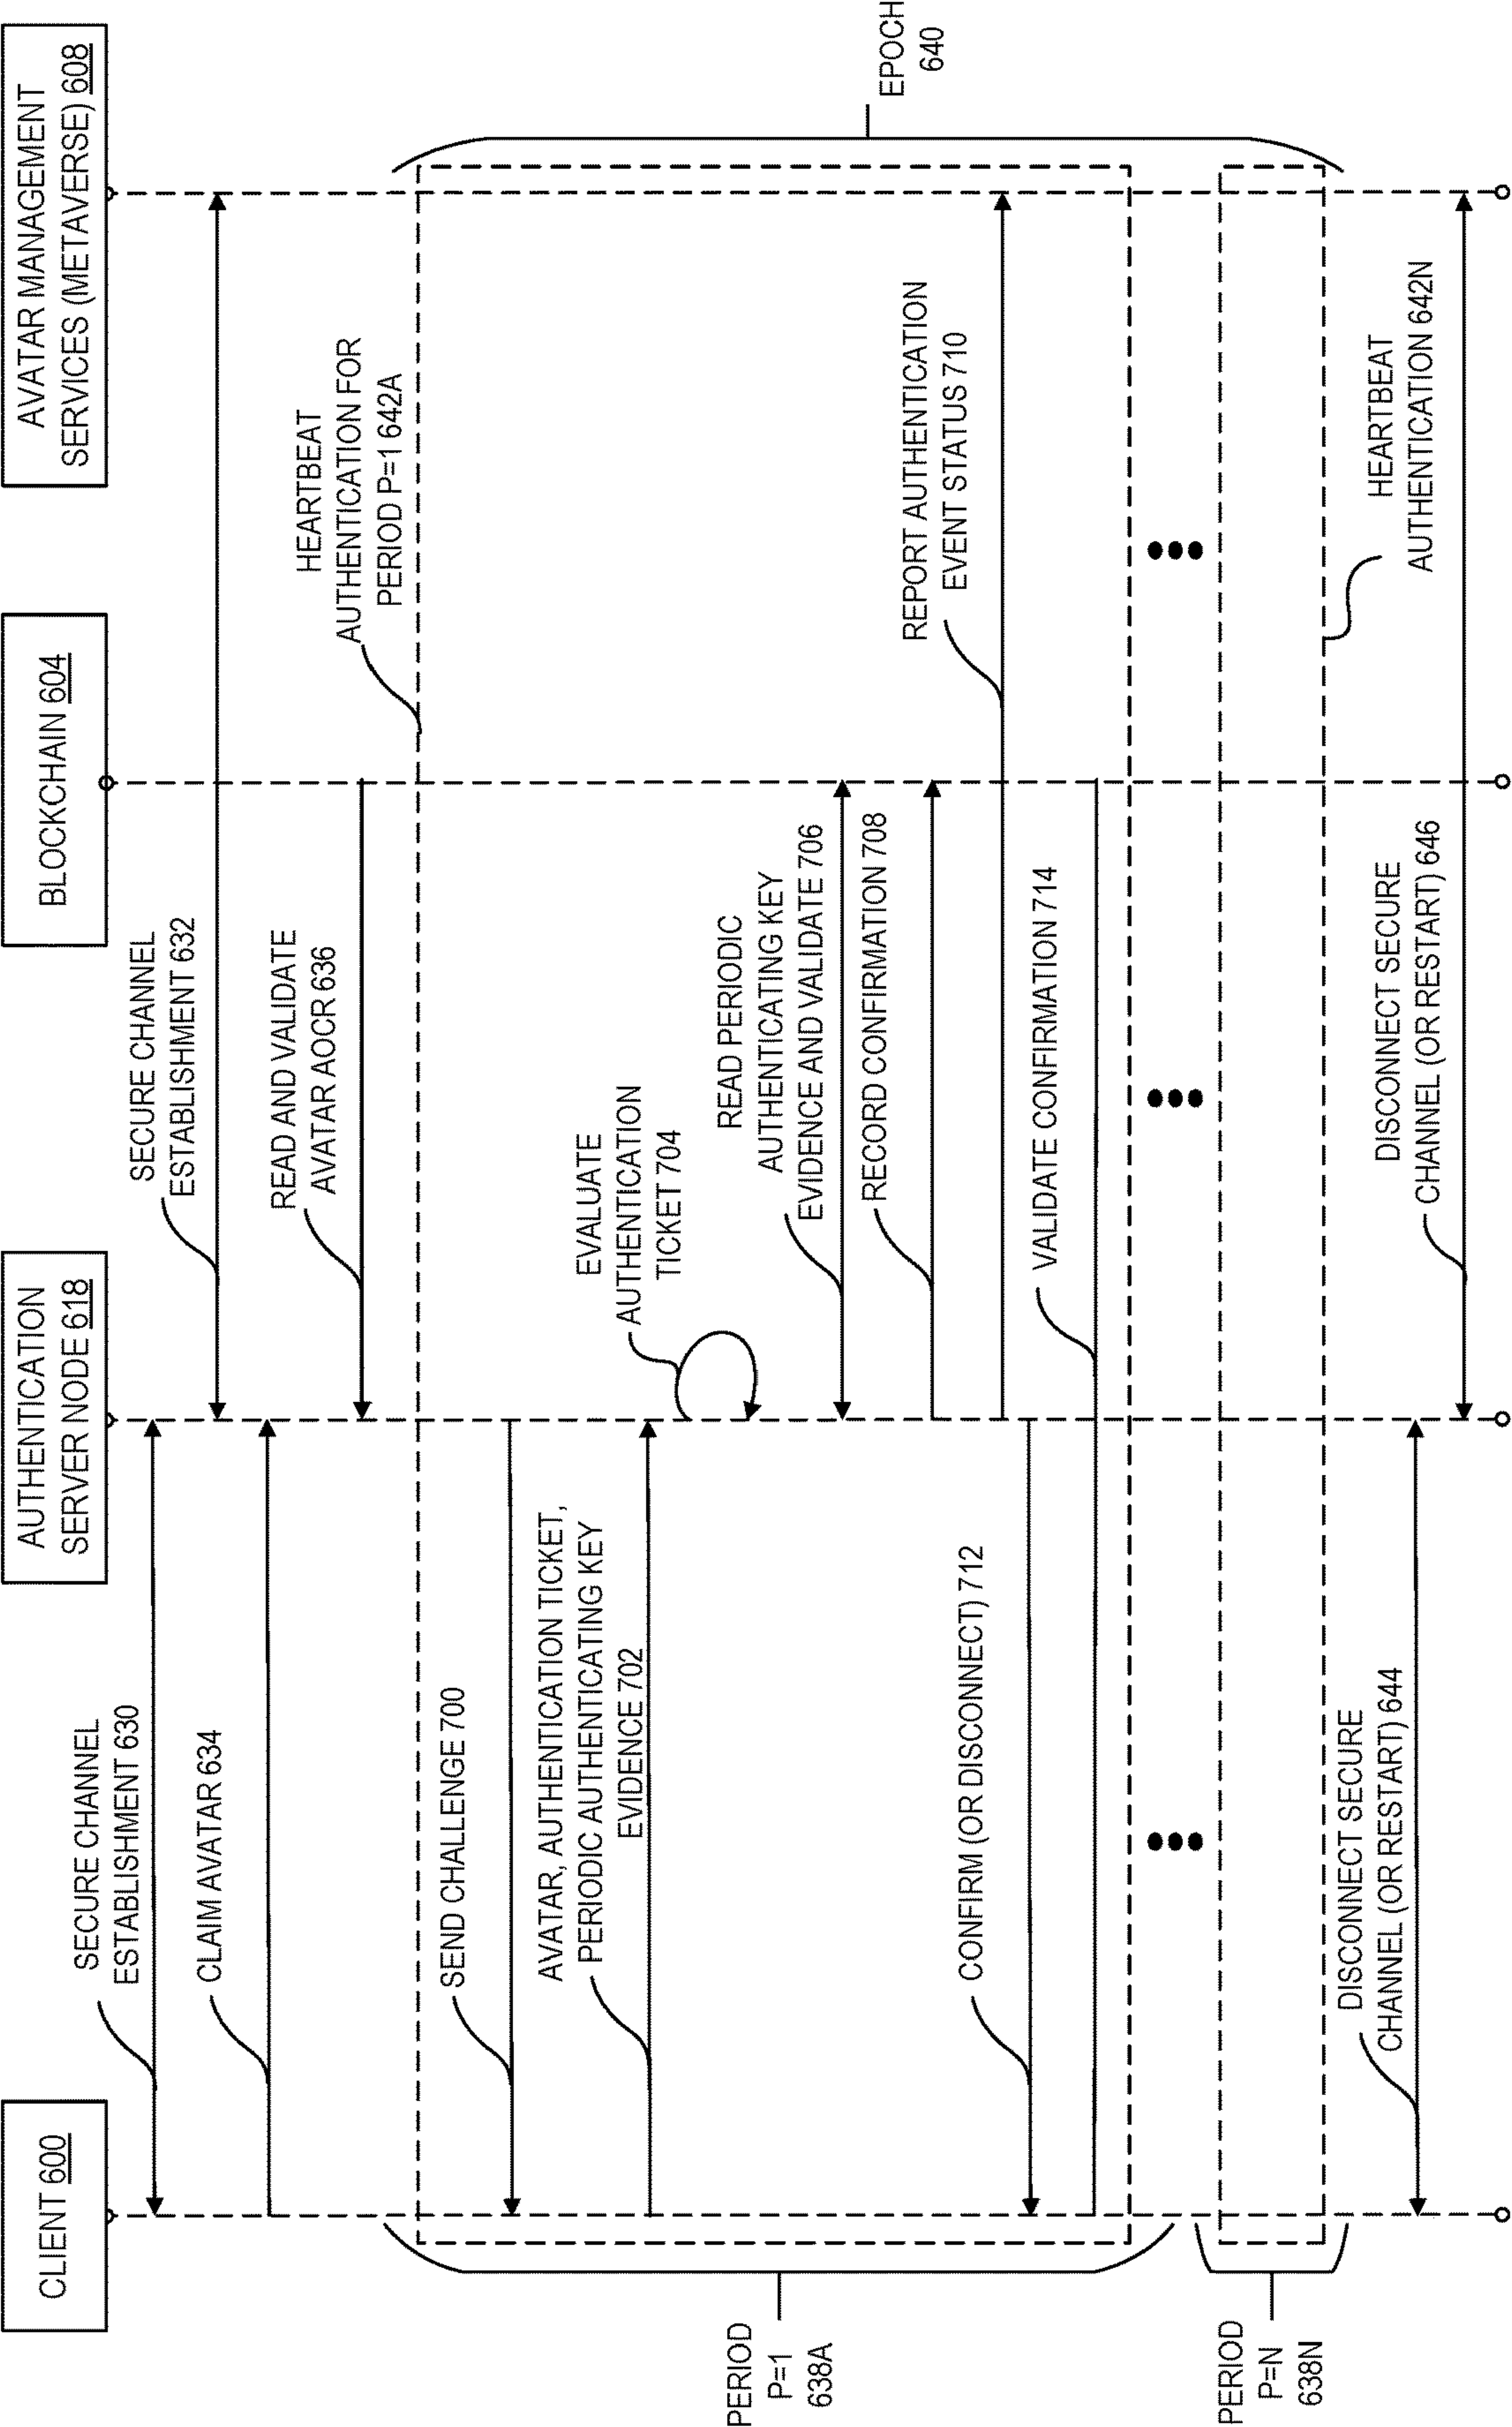 CLIENT 600
AUTHENTICATION
SERVER NODE 618
BLOCKCHAIN 604
AVATAR MANAGEMENT
SERVICES (METAVERSE) 608
SECURE CHANNEL
ESTABLISHMENT 630
SECURE CHANNEL
ESTABLISHMENT 632
CLAIM AVATAR 634
READ AND VALIDATE
AVATAR AOCR 636
HEARTBEAT
AUTHENTICATION FOR
PERIOD P=1 642A
SEND CHALLENGE 700
AVATAR, AUTHENTICATION TICKET,
PERIODIC AUTHENTICATING KEY
EVIDENCE 702
EVALUATE
AUTHENTICATION
TICKET 704
READ PERIODIC
AUTHENTICATING KEY
EVIDENCE AND VALIDATE 706
RECORD CONFIRMATION 708
REPORT AUTHENTICATION
EVENT STATUS 710
CONFIRM (OR DISCONNECT) 712
VALIDATE CONFIRMATION 714
PERIOD
P=1
638A
EPOCH
640
PERIOD
P=N
638N
HEARTBEAT
AUTHENTICATION 642N
DISCONNECT SECURE
CHANNEL (OR RESTART) 644
DISCONNECT SECURE
CHANNEL (OR RESTART) 646